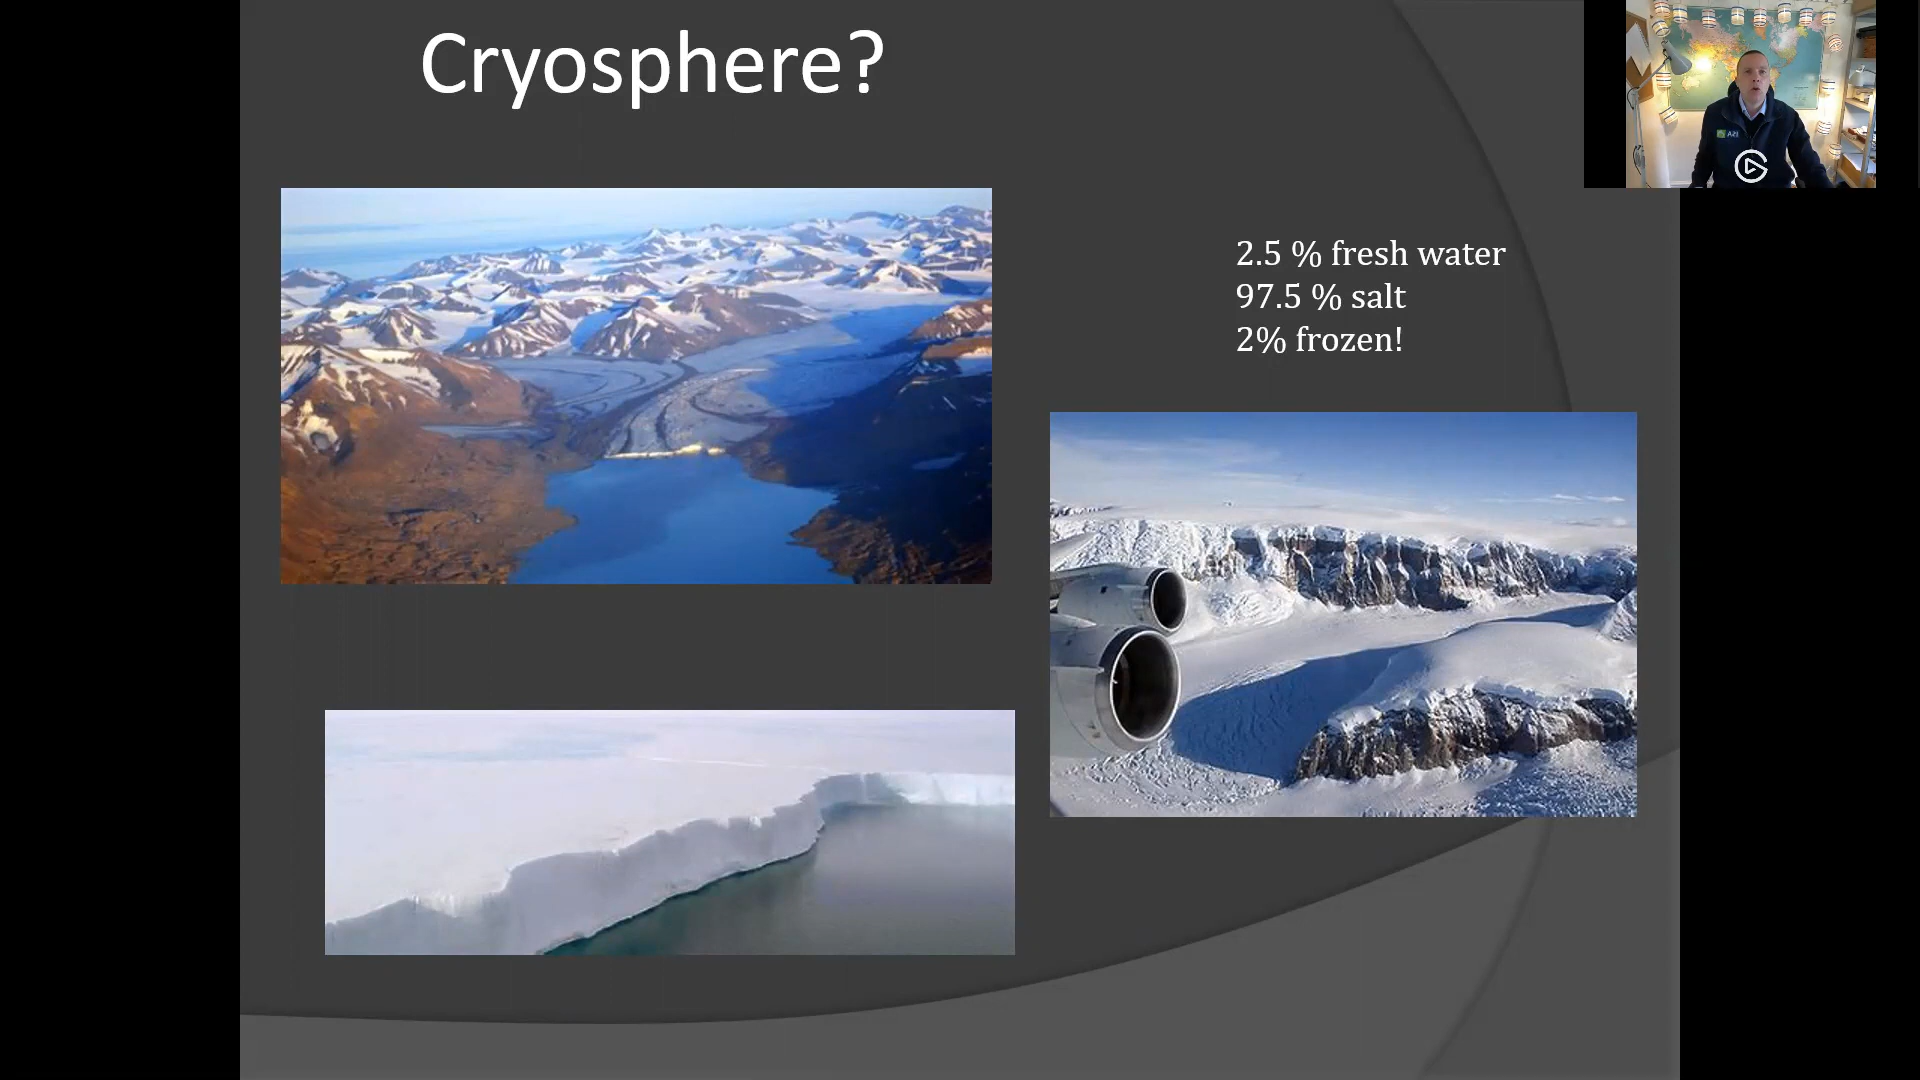 Cryosphere?
2.5 % fresh water
97.5 % salt
2% frozen!